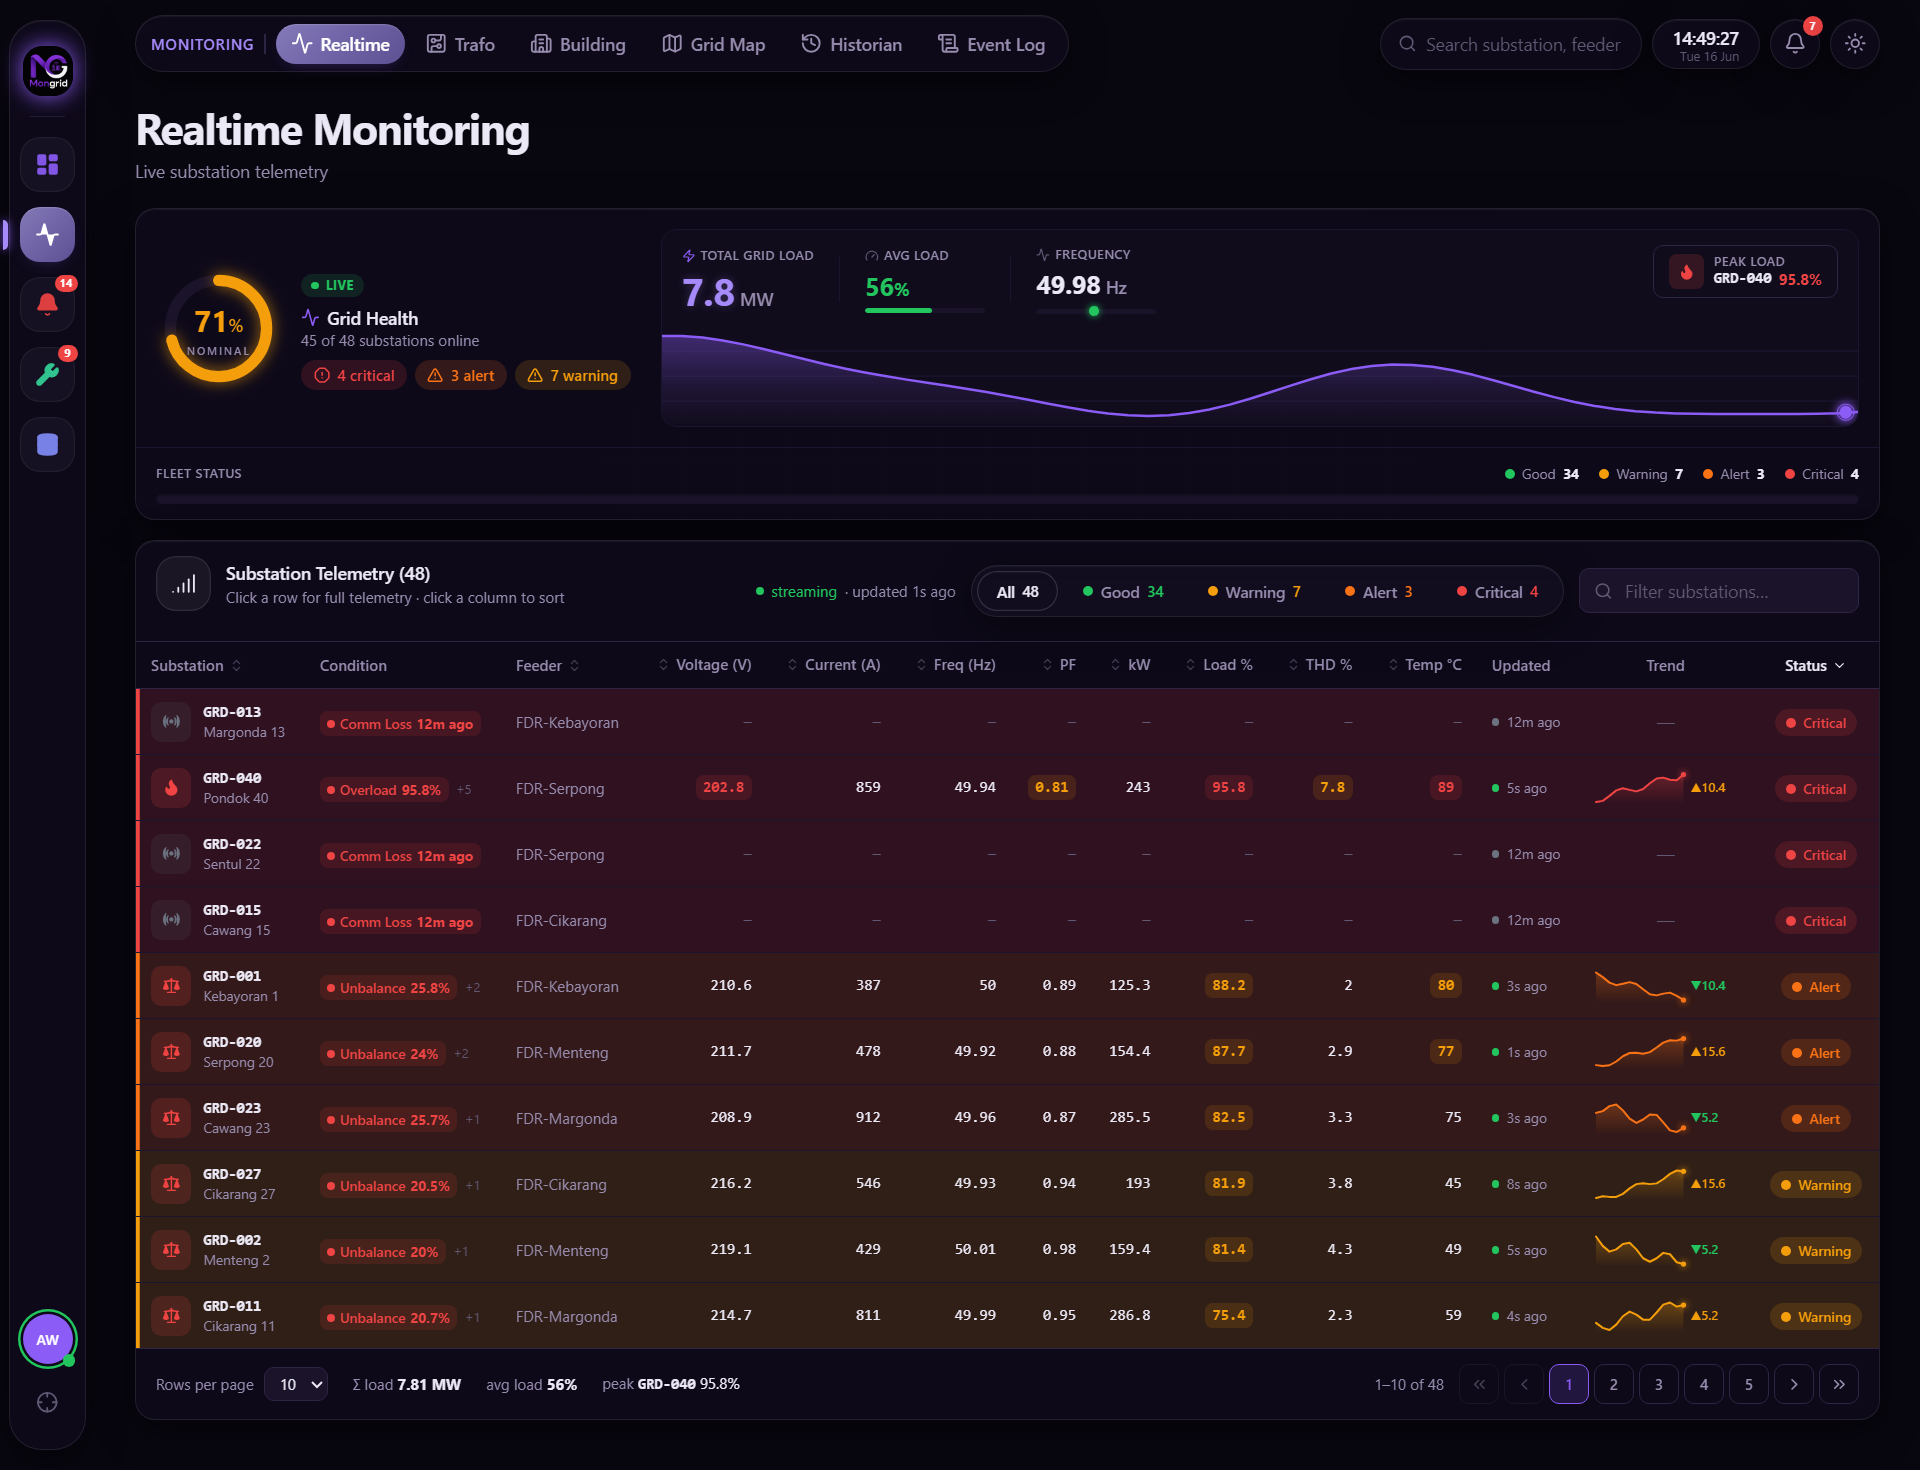 NG
Mongrid
14
9
AW
MONITORING
Realtime
Trafo
Building
Grid Map
Historian
Event Log
Search substation, feeder
14:49:27
Tue 16 Jun
7
Realtime Monitoring
Live substation telemetry
71%
NOMINAL
LIVE
Grid Health
45 of 48 substations online
4 critical
3 alert
7 warning
TOTAL GRID LOAD
7.8 MW
AVG LOAD
56%
FREQUENCY
49.98 Hz
PEAK LOAD
GRD-040 95.8%
FLEET STATUS
Good 34
Warning 7
Alert 3
Critical 4
Substation Telemetry (48)
Click a row for full telemetry · click a column to sort
streaming · updated 1s ago
All 48
Good 34
Warning 7
Alert 3
Critical 4
Filter substations...
Substation Condition Feeder Voltage (V) Current (A) Freq (Hz) PF kW Load % THD % Temp °C Updated Trend Status
GRD-013
Margonda 13
Comm Loss 12m ago FDR-Kebayoran — — — — — — — — 12m ago — Critical
GRD-040
Pondok 40
Overload 95.8% +5 FDR-Serpong 202.8 859 49.94 0.81 243 95.8 7.8 89 5s ago ▲10.4 Critical
GRD-022
Sentul 22
Comm Loss 12m ago FDR-Serpong — — — — — — — — 12m ago — Critical
GRD-015
Cawang 15
Comm Loss 12m ago FDR-Cikarang — — — — — — — — 12m ago — Critical
GRD-001
Kebayoran 1
Unbalance 25.8% +2 FDR-Kebayoran 210.6 387 50 0.89 125.3 88.2 2 80 3s ago ▼10.4 Alert
GRD-020
Serpong 20
Unbalance 24% +2 FDR-Menteng 211.7 478 49.92 0.88 154.4 87.7 2.9 77 1s ago ▲15.6 Alert
GRD-023
Cawang 23
Unbalance 25.7% +1 FDR-Margonda 208.9 912 49.96 0.87 285.5 82.5 3.3 75 3s ago ▼5.2 Alert
GRD-027
Cikarang 27
Unbalance 20.5% +1 FDR-Cikarang 216.2 546 49.93 0.94 193 81.9 3.8 45 8s ago ▲15.6 Warning
GRD-002
Menteng 2
Unbalance 20% +1 FDR-Menteng 219.1 429 50.01 0.98 159.4 81.4 4.3 49 5s ago ▼5.2 Warning
GRD-011
Cikarang 11
Unbalance 20.7% +1 FDR-Margonda 214.7 811 49.99 0.95 286.8 75.4 2.3 59 4s ago ▲5.2 Warning
Rows per page 10 Σ load 7.81 MW avg load 56% peak GRD-040 95.8%
1–10 of 48 « ‹ 1 2 3 4 5 › »